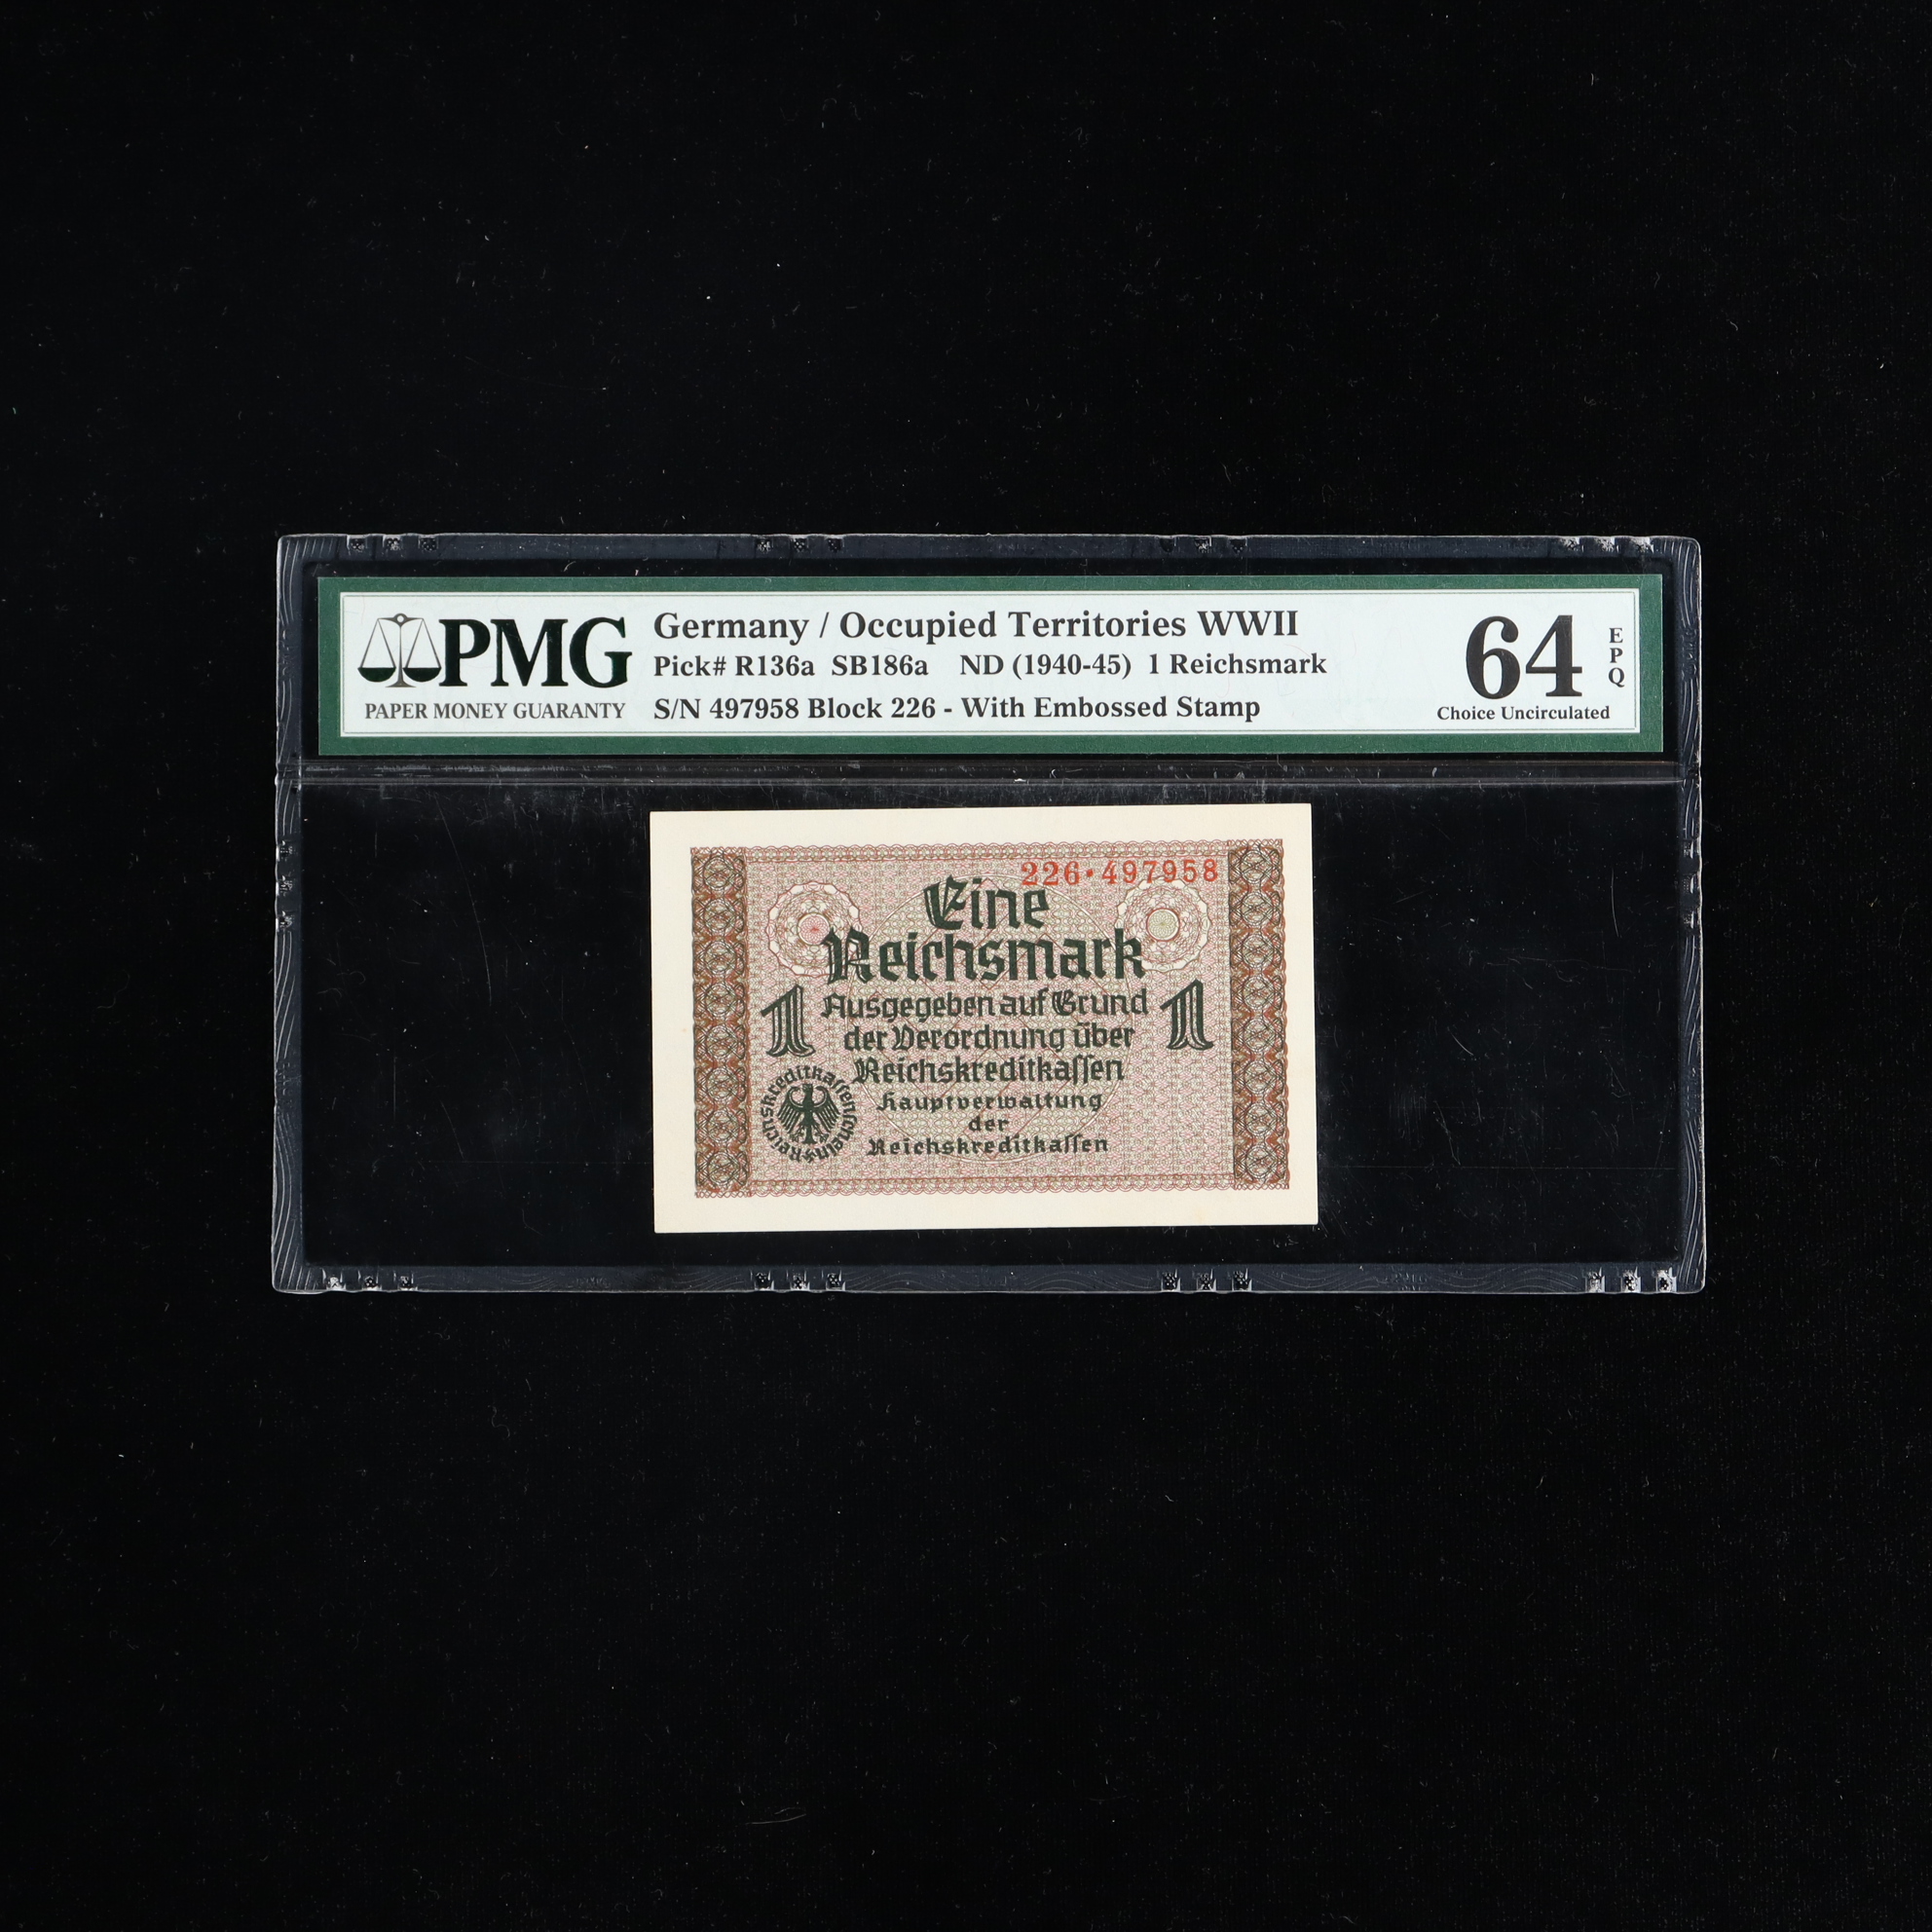 PMG
PAPER MONEY GUARANTY
Germany / Occupied Territories WWII
Pick# R136a SB186a ND (1940-45) 1 Reichsmark
S/N 497958 Block 226 - With Embossed Stamp
64
EPQ
Choice Uncirculated
226·497958
Eine
Reichsmark
1 Ausgegeben auf Grund 1
der Verordnung über
Reichskreditkassen
Hauptverwaltung
der
Reichskreditkassen
Reichskreditkassenschein